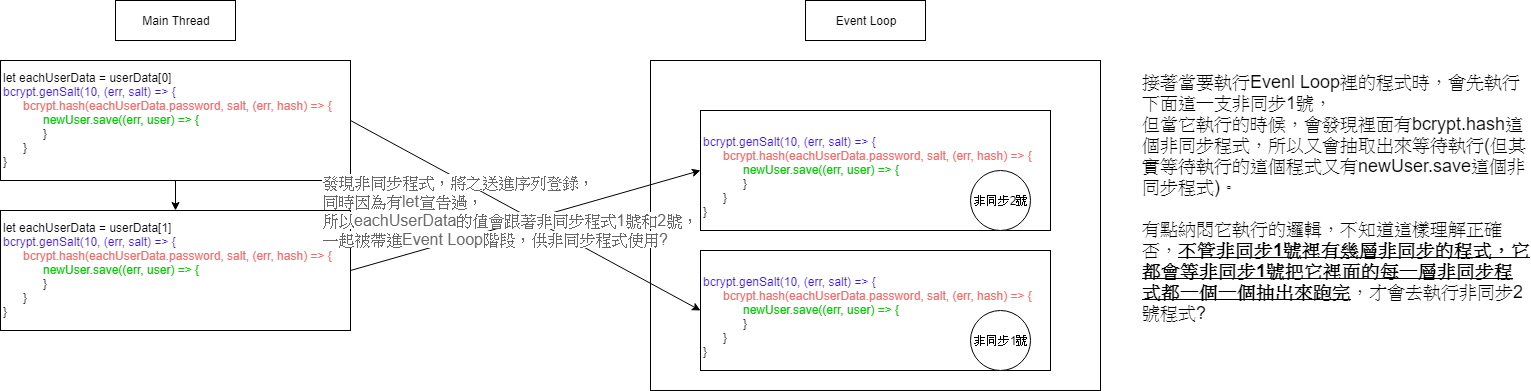 Main Thread
Event Loop
let eachUserData = userData[0]
bcrypt.genSalt(10, (err, salt) => {
bcrypt.hash(eachUserData.password, salt, (err, hash) => {
newUser.save((err, user) => {
}
}
}
let eachUserData = userData[1]
bcrypt.genSalt(10, (err, salt) => {
bcrypt.hash(eachUserData.password, salt, (err, hash) => {
newUser.save((err, user) => {
}
}
}
發現非同步程式，將之送進序列登錄，
同時因為有let宣告過，
所以eachUserData的值會跟著非同步程式1號和2號，
一起被帶進Event Loop階段，供非同步程式使用?
bcrypt.genSalt(10, (err, salt) => {
bcrypt.hash(eachUserData.password, salt, (err, hash) => {
newUser.save((err, user) => {
}
}
}
非同步2號
bcrypt.genSalt(10, (err, salt) => {
bcrypt.hash(eachUserData.password, salt, (err, hash) => {
newUser.save((err, user) => {
}
}
}
非同步1號
接著當要執行Evenl Loop裡的程式時，會先執行
下面這一支非同步1號，
但當它執行的時候，會發現裡面有bcrypt.hash這
個非同步程式，所以又會抽取出來等待執行(但其
實等待執行的這個程式又有newUser.save這個非
同步程式)。
有點納悶它執行的邏輯，不知道這樣理解正確
否，不管非同步1號裡有幾層非同步的程式，它
都會等非同步1號把它裡面的每一層非同步程
式都一個一個抽出來跑完，才會去執行非同步2
號程式?